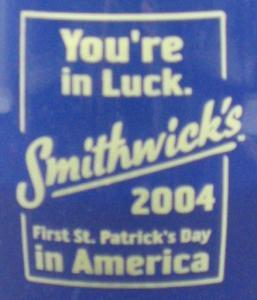 You're
in Luck.
Smithwick's
2004
First St. Patrick's Day
in America